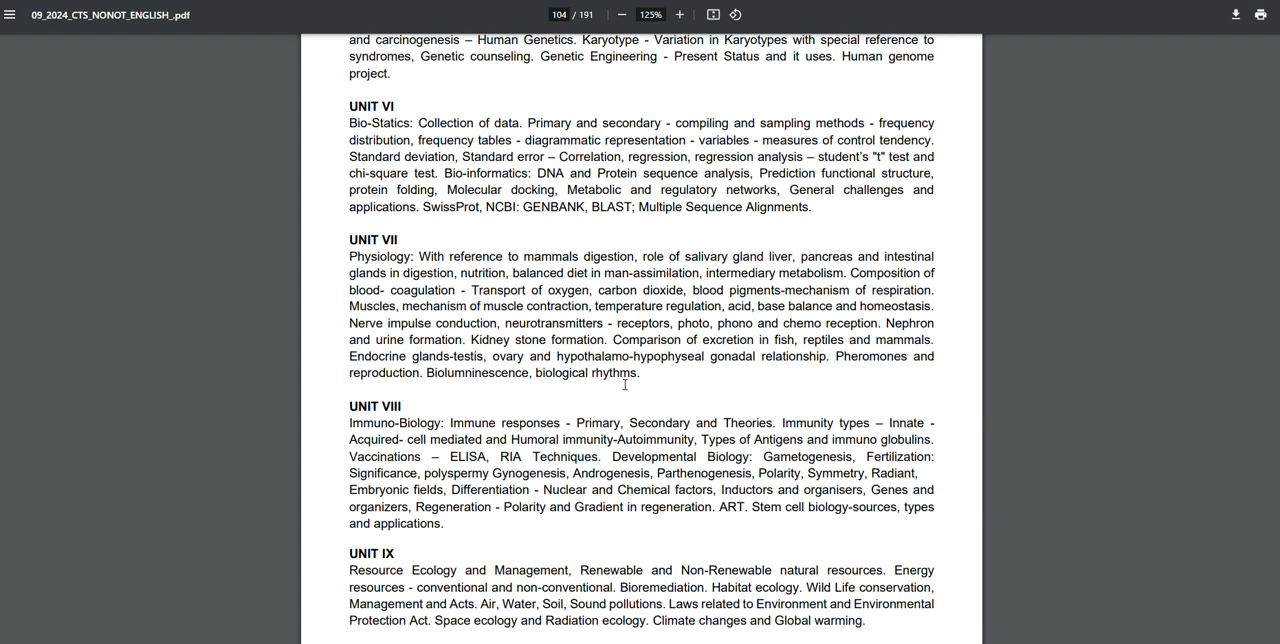 09_2024_CTS_NONOT_ENGLISH_.pdf
104 / 191
125%
and carcinogenesis – Human Genetics. Karyotype - Variation in Karyotypes with special reference to
syndromes, Genetic counseling. Genetic Engineering - Present Status and it uses. Human genome
project.
UNIT VI
Bio-Statics: Collection of data. Primary and secondary - compiling and sampling methods - frequency
distribution, frequency tables - diagrammatic representation - variables - measures of control tendency.
Standard deviation, Standard error – Correlation, regression, regression analysis – student's "t" test and
chi-square test. Bio-informatics: DNA and Protein sequence analysis, Prediction functional structure,
protein folding, Molecular docking, Metabolic and regulatory networks, General challenges and
applications. SwissProt, NCBI: GENBANK, BLAST; Multiple Sequence Alignments.
UNIT VII
Physiology: With reference to mammals digestion, role of salivary gland liver, pancreas and intestinal
glands in digestion, nutrition, balanced diet in man-assimilation, intermediary metabolism. Composition of
blood- coagulation - Transport of oxygen, carbon dioxide, blood pigments-mechanism of respiration.
Muscles, mechanism of muscle contraction, temperature regulation, acid, base balance and homeostasis.
Nerve impulse conduction, neurotransmitters - receptors, photo, phono and chemo reception. Nephron
and urine formation. Kidney stone formation. Comparison of excretion in fish, reptiles and mammals.
Endocrine glands-testis, ovary and hypothalamo-hypophyseal gonadal relationship. Pheromones and
reproduction. Biolumninescence, biological rhythms.
UNIT VIII
Immuno-Biology: Immune responses - Primary, Secondary and Theories. Immunity types – Innate -
Acquired- cell mediated and Humoral immunity-Autoimmunity, Types of Antigens and immuno globulins.
Vaccinations – ELISA, RIA Techniques. Developmental Biology: Gametogenesis, Fertilization:
Significance, polyspermy Gynogenesis, Androgenesis, Parthenogenesis, Polarity, Symmetry, Radiant,
Embryonic fields, Differentiation - Nuclear and Chemical factors, Inductors and organisers, Genes and
organizers, Regeneration - Polarity and Gradient in regeneration. ART. Stem cell biology-sources, types
and applications.
UNIT IX
Resource Ecology and Management, Renewable and Non-Renewable natural resources. Energy
resources - conventional and non-conventional. Bioremediation. Habitat ecology. Wild Life conservation,
Management and Acts. Air, Water, Soil, Sound pollutions. Laws related to Environment and Environmental
Protection Act. Space ecology and Radiation ecology. Climate changes and Global warming.